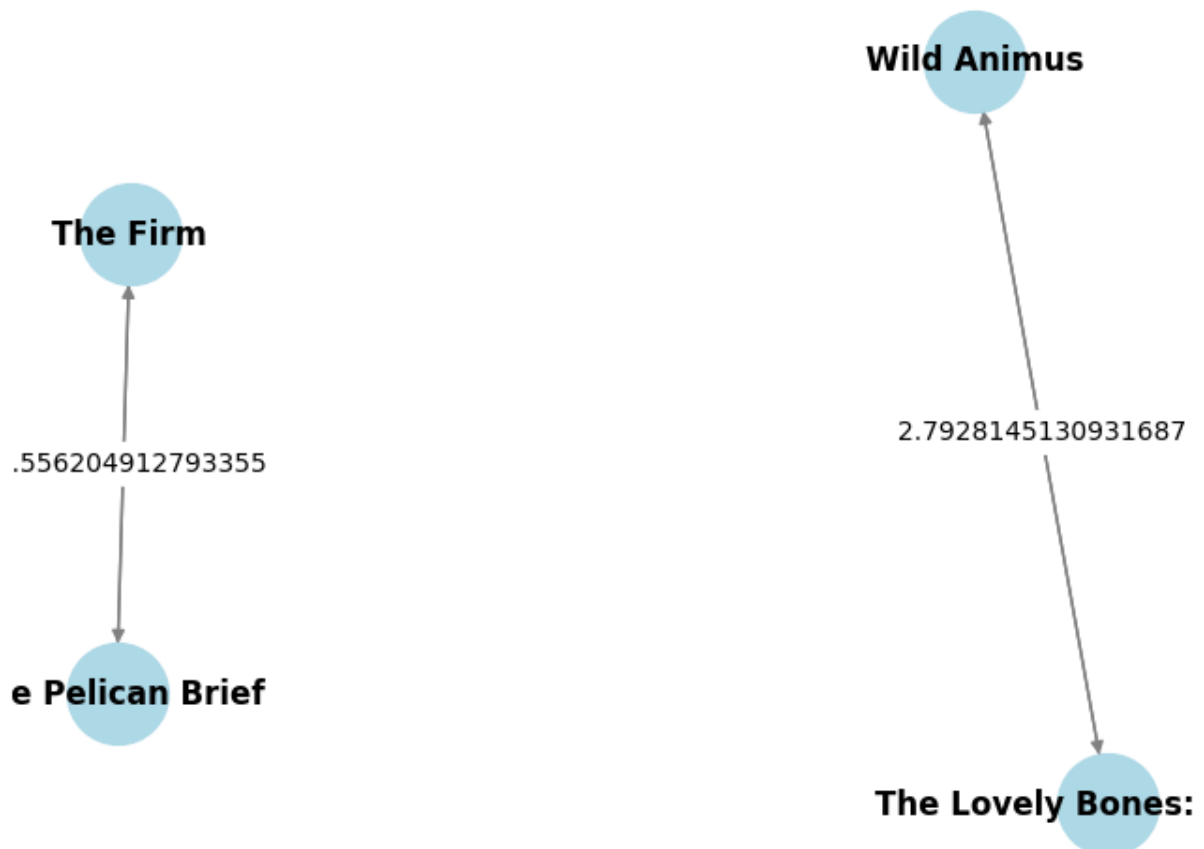 Wild Animus
The Firm
2.7928145130931687
.556204912793355
e Pelican Brief
The Lovely Bones: